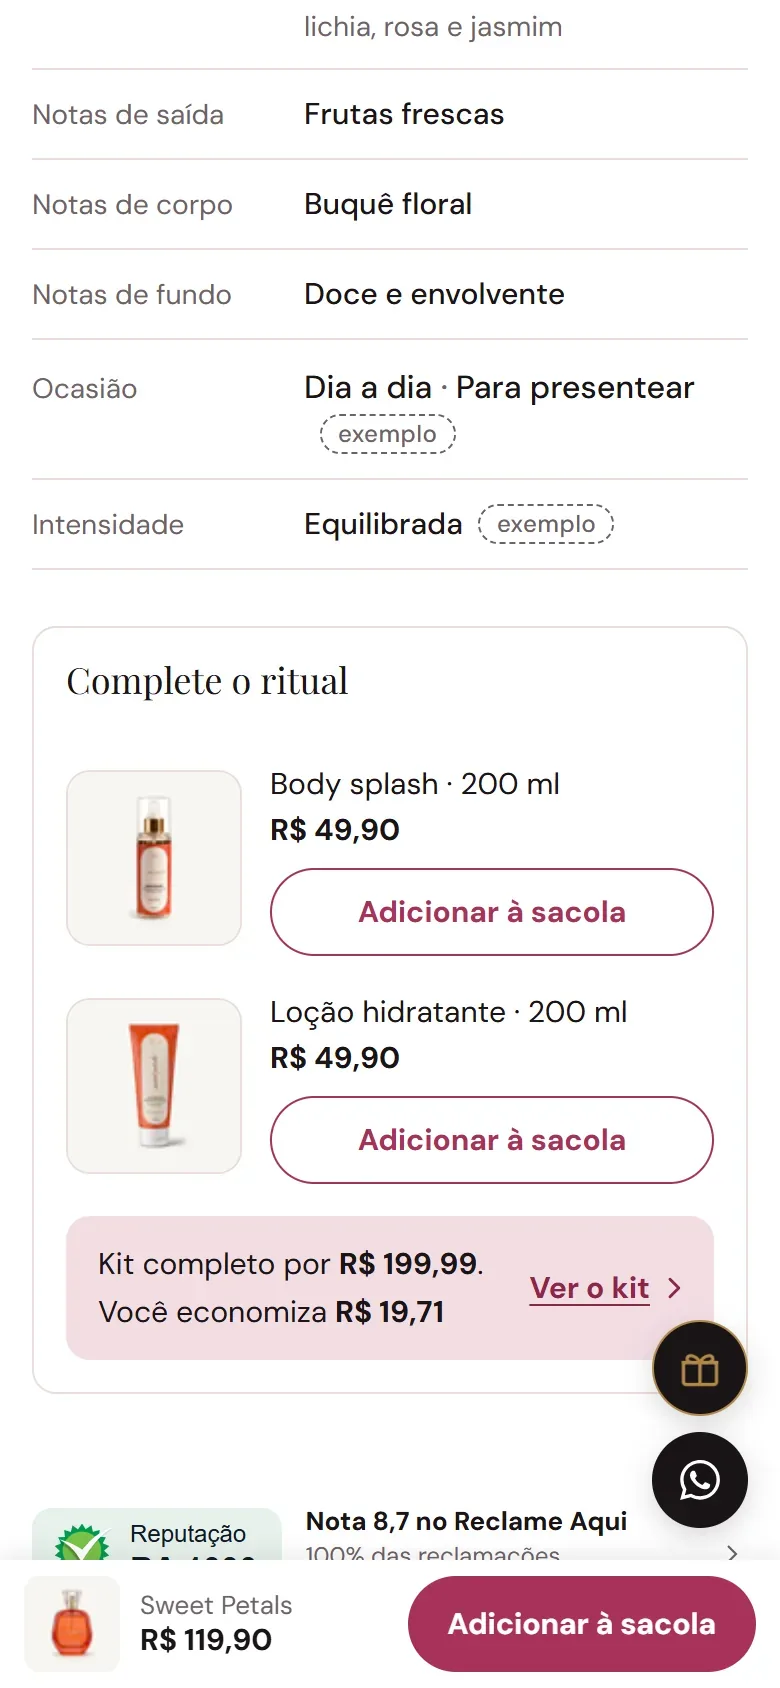 lichia, rosa e jasmim
Notas de saída
Frutas frescas
Notas de corpo
Buquê floral
Notas de fundo
Doce e envolvente
Ocasião
Dia a dia · Para presentear
exemplo
Intensidade
Equilibrada exemplo
Complete o ritual
Body splash · 200 ml
R$ 49,90
Adicionar à sacola
Loção hidratante · 200 ml
R$ 49,90
Adicionar à sacola
Kit completo por R$ 199,99.
Você economiza R$ 19,71
Ver o kit
Reputação
Nota 8,7 no Reclame Aqui
100% das reclamações
Sweet Petals
R$ 119,90
Adicionar à sacola